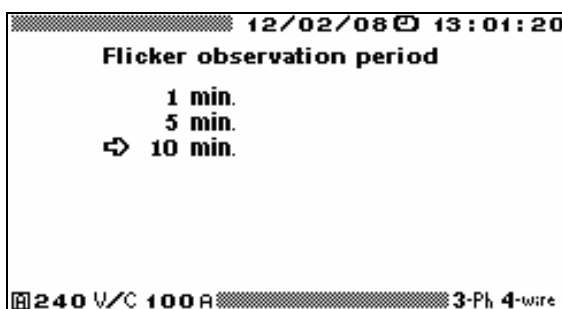 12/02/08 13:01:20
Flicker observation period
1 min.
5 min.
10 min.
A 240 V/C 100A 3-Ph 4-wire